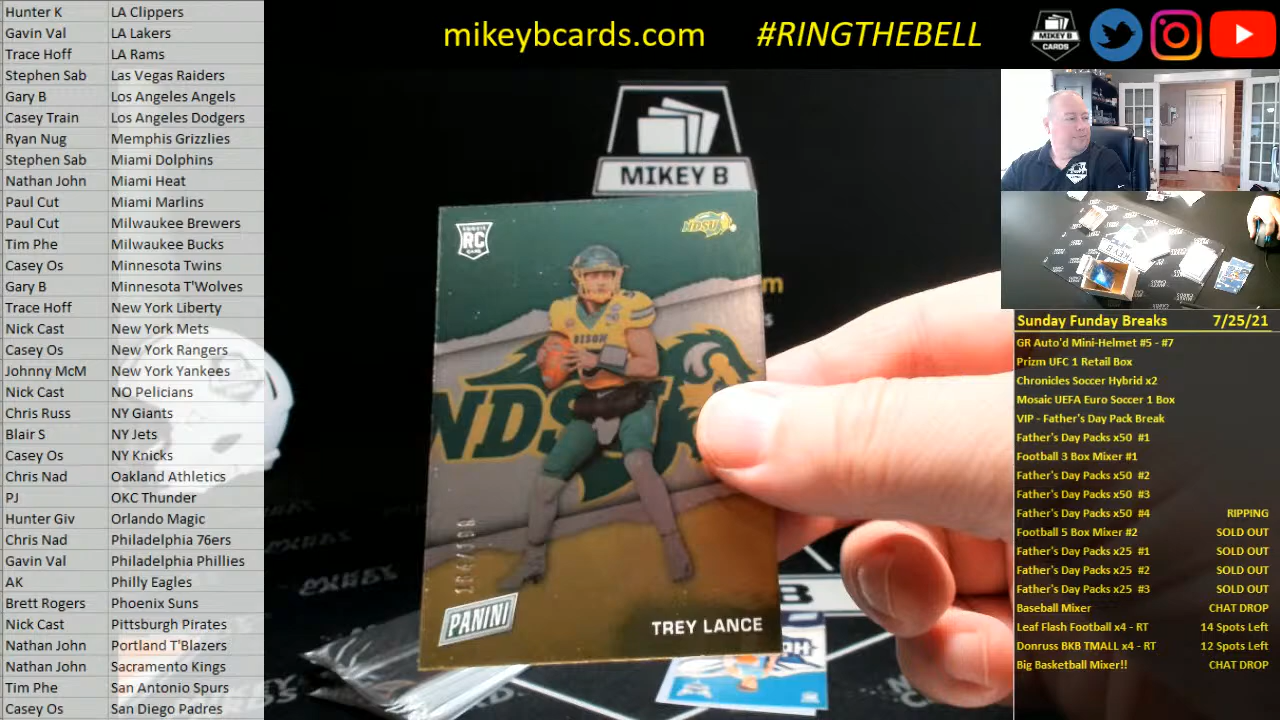 Hunter K LA Clippers
Gavin Val LA Lakers
Trace Hoff LA Rams
Stephen Sab Las Vegas Raiders
Gary B Los Angeles Angels
Casey Train Los Angeles Dodgers
Ryan Nug Memphis Grizzlies
Stephen Sab Miami Dolphins
Nathan John Miami Heat
Paul Cut Miami Marlins
Paul Cut Milwaukee Brewers
Tim Phe Milwaukee Bucks
Casey Os Minnesota Twins
Gary B Minnesota T'Wolves
Trace Hoff New York Liberty
Nick Cast New York Mets
Casey Os New York Rangers
Johnny McM New York Yankees
Nick Cast NO Pelicians
Chris Russ NY Giants
Blair S NY Jets
Casey Os NY Knicks
Chris Nad Oakland Athletics
PJ OKC Thunder
Hunter Giv Orlando Magic
Chris Nad Philadelphia 76ers
Gavin Val Philadelphia Phillies
AK Philly Eagles
Brett Rogers Phoenix Suns
Nick Cast Pittsburgh Pirates
Nathan John Portland T'Blazers
Nathan John Sacramento Kings
Tim Phe San Antonio Spurs
Casey Os San Diego Padres
mikeybcards.com #RINGTHEBELL
MIKEY B
CARDS
MIKEY B
RC
NDSU
BISON
NDSU
PANINI
TREY LANCE
Sunday Funday Breaks 7/25/21
GR Auto'd Mini-Helmet #5 - #7
Prizm UFC 1 Retail Box
Chronicles Soccer Hybrid x2
Mosaic UEFA Euro Soccer 1 Box
VIP - Father's Day Pack Break
Father's Day Packs x50 #1
Football 3 Box Mixer #1
Father's Day Packs x50 #2
Father's Day Packs x50 #3
Father's Day Packs x50 #4 RIPPING
Football 5 Box Mixer #2 SOLD OUT
Father's Day Packs x25 #1 SOLD OUT
Father's Day Packs x25 #2 SOLD OUT
Father's Day Packs x25 #3 SOLD OUT
Baseball Mixer CHAT DROP
Leaf Flash Football x4 - RT 14 Spots Left
Donruss BKB TMALL x4 - RT 12 Spots Left
Big Basketball Mixer!! CHAT DROP